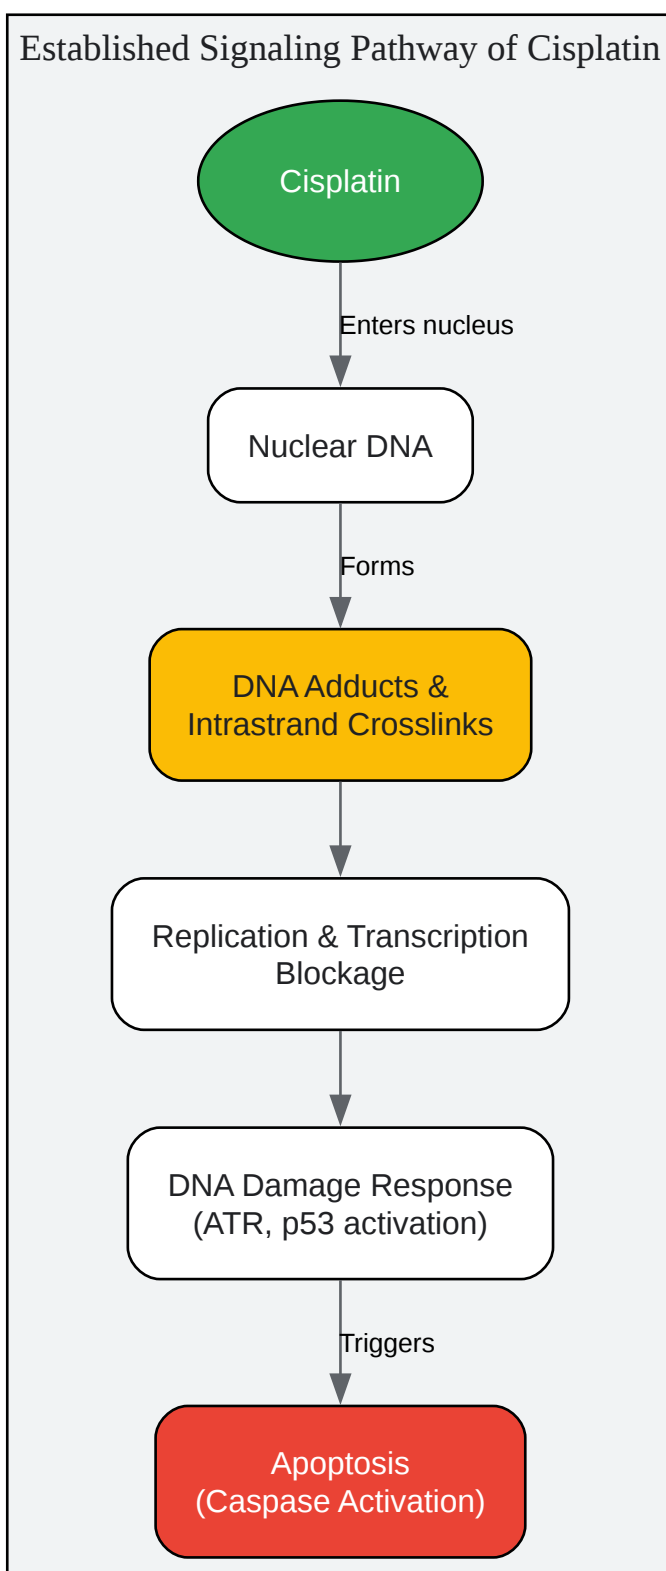 Established Signaling Pathway of Cisplatin
Cisplatin
Enters nucleus
Nuclear DNA
Forms
DNA Adducts &
Intrastrand Crosslinks
Replication & Transcription
Blockage
DNA Damage Response
(ATR, p53 activation)
Triggers
Apoptosis
(Caspase Activation)